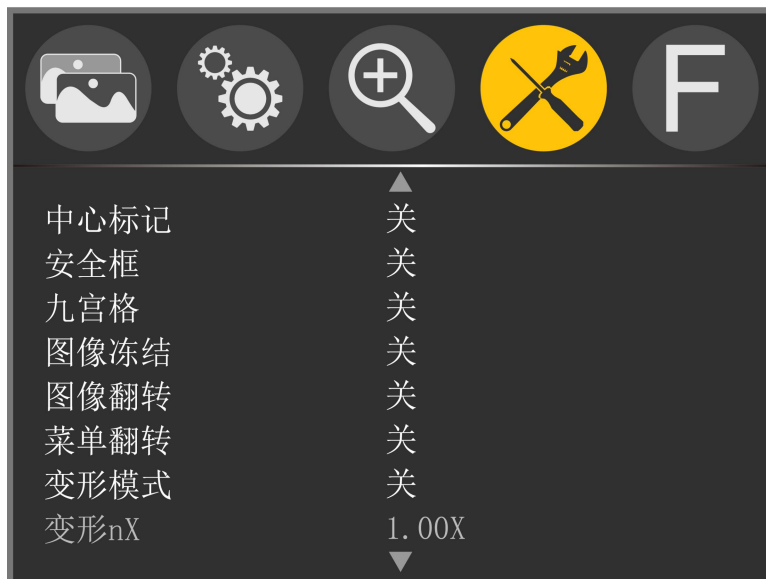 F
中心标记 关
安全框 关
九宫格 关
图像冻结 关
图像翻转 关
菜单翻转 关
变形模式 关
变形nX 1.00X